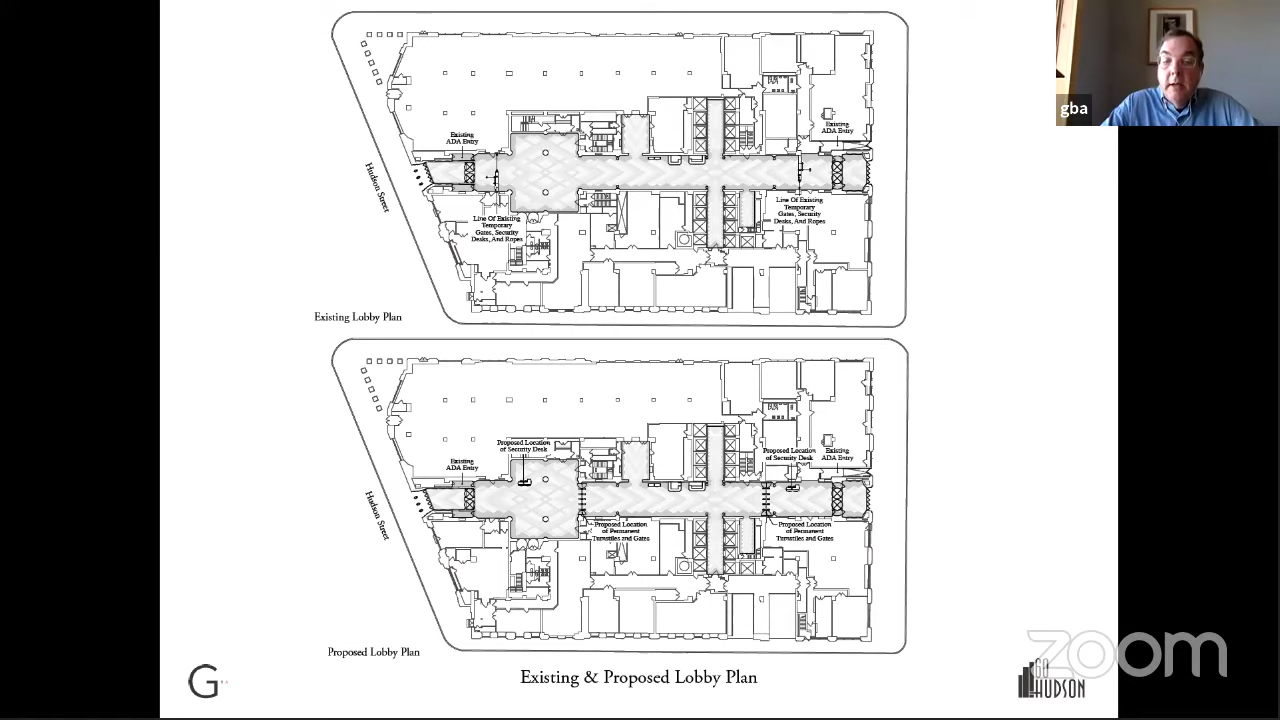 gba
Existing
ADA Entry
Existing
ADA Entry
Hudson Street
Line Of Existing
Temporary
Gates, Security
Desks, And Ropes
Line Of Existing
Temporary
Gates, Security
Desks, And Ropes
Existing Lobby Plan
Proposed Location
of Security Desk
Proposed Location
of Security Desk
Existing
ADA Entry
Existing
ADA Entry
Hudson Street
Proposed Location
of Permanent
Turnstiles and Gates
Proposed Location
of Permanent
Turnstiles and Gates
Proposed Lobby Plan
Existing & Proposed Lobby Plan
G
60
HUDSON
zoom